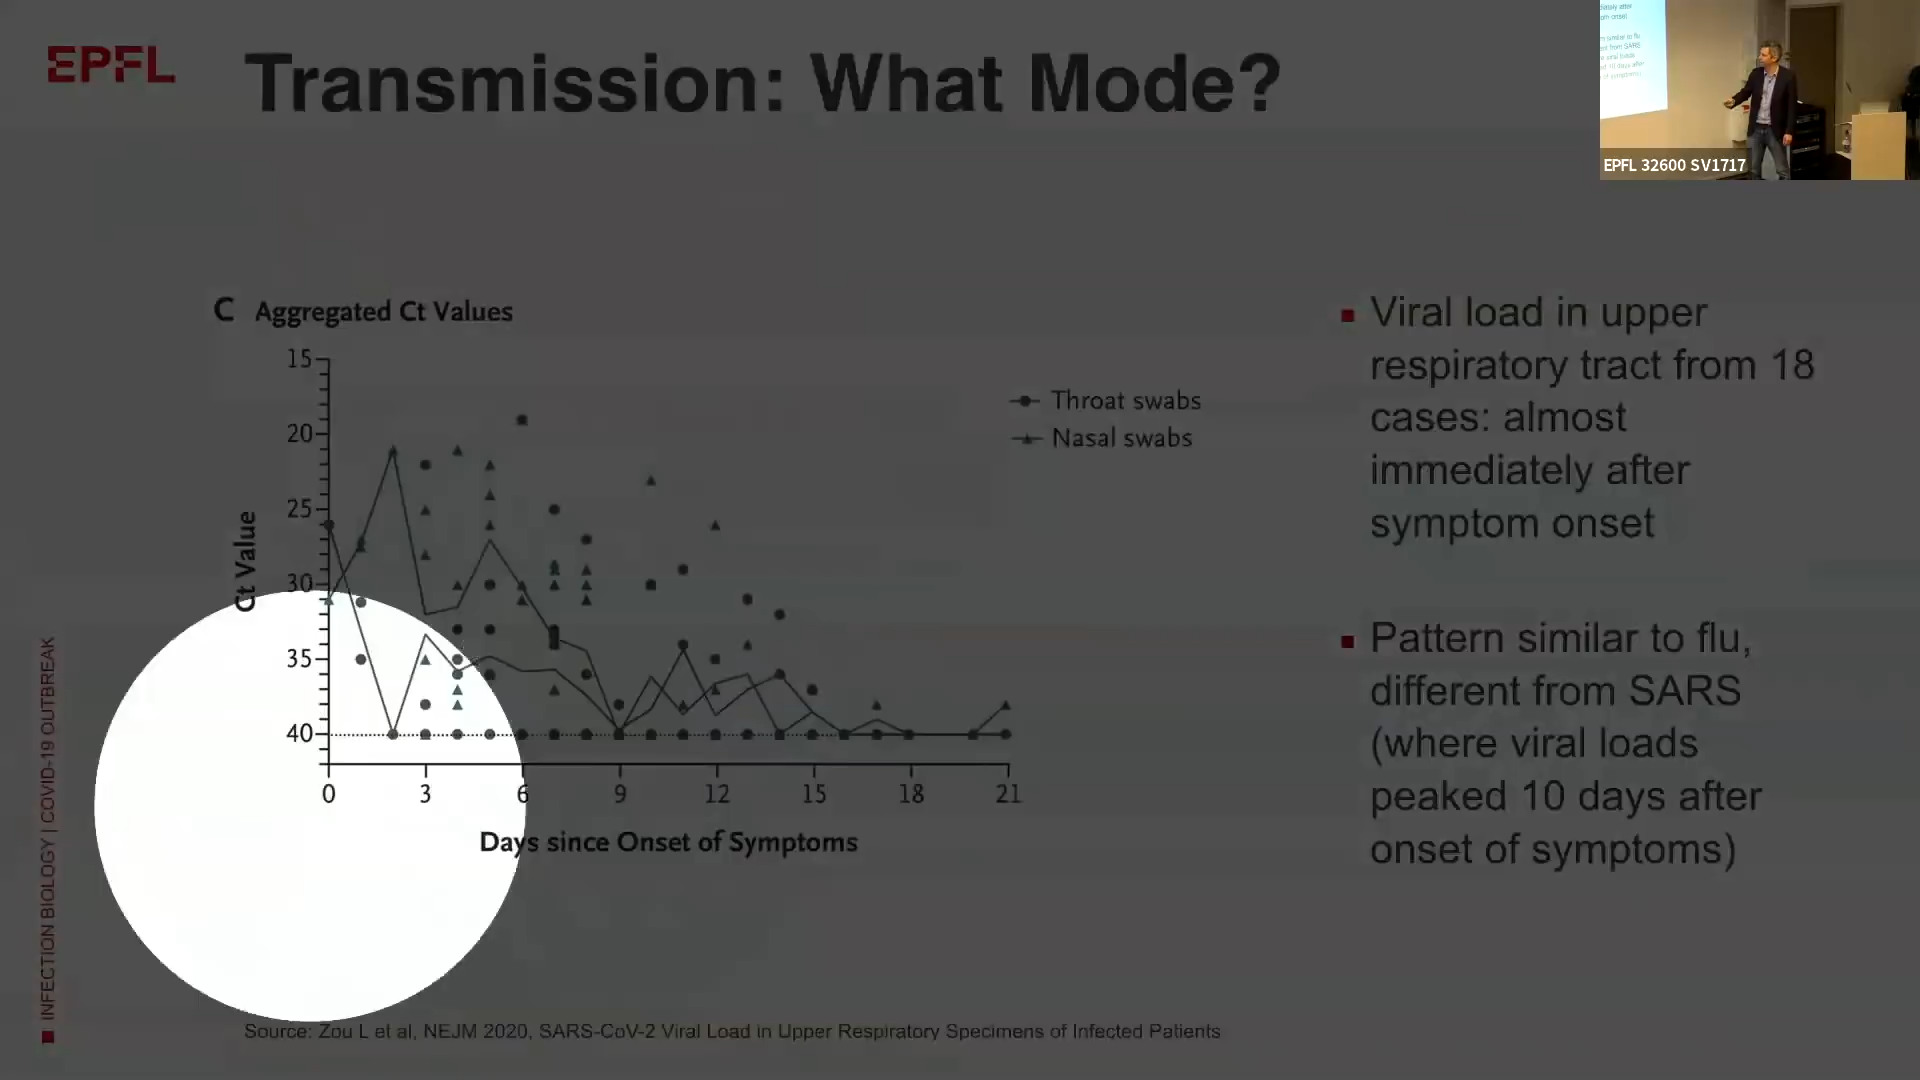 EPFL
Transmission: What Mode?
EPFL 32600 SV1717
C Aggregated Ct Values
15
20
25
30
35
40
Ct Value
0 3 6 9 12 15 18 21
Days since Onset of Symptoms
Throat swabs
Nasal swabs
Viral load in upper
respiratory tract from 18
cases: almost
immediately after
symptom onset
Pattern similar to flu,
different from SARS
(where viral loads
peaked 10 days after
onset of symptoms)
INFECTION BIOLOGY | COVID-19 OUTBREAK
Source: Zou L et al, NEJM 2020, SARS-CoV-2 Viral Load in Upper Respiratory Specimens of Infected Patients